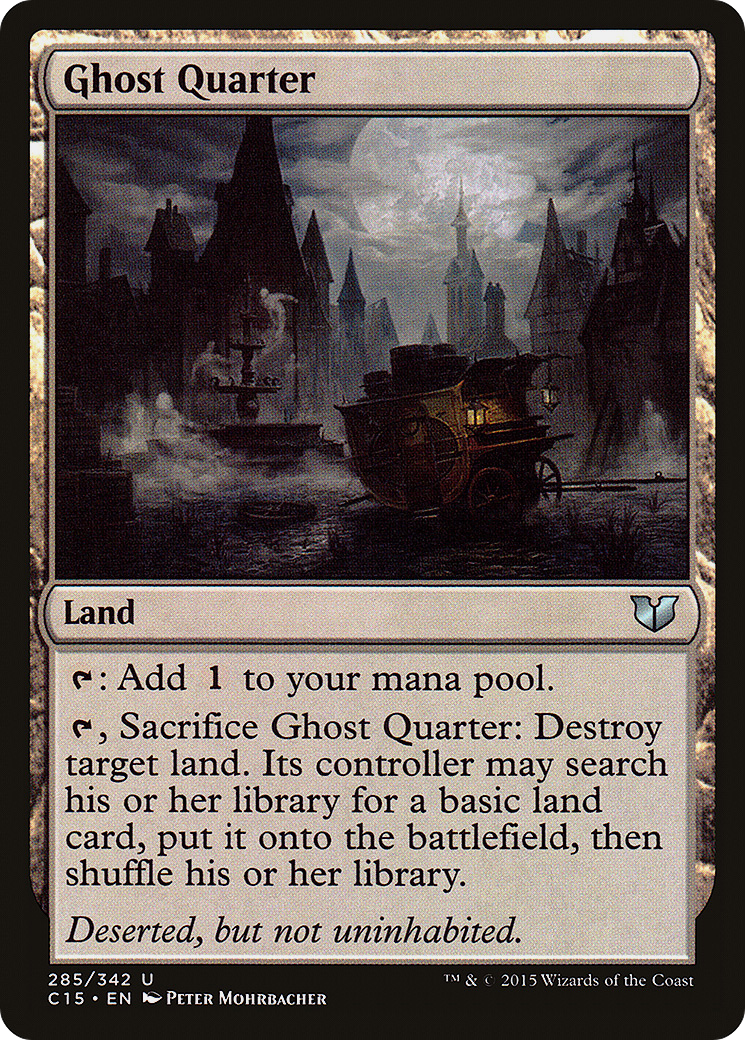 Ghost Quarter
Land
: Add 1 to your mana pool.
, Sacrifice Ghost Quarter: Destroy
target land. Its controller may search
his or her library for a basic land
card, put it onto the battlefield, then
shuffle his or her library.
Deserted, but not uninhabited.
285/342 U
C15 • EN Peter Mohrbacher
™ & © 2015 Wizards of the Coast